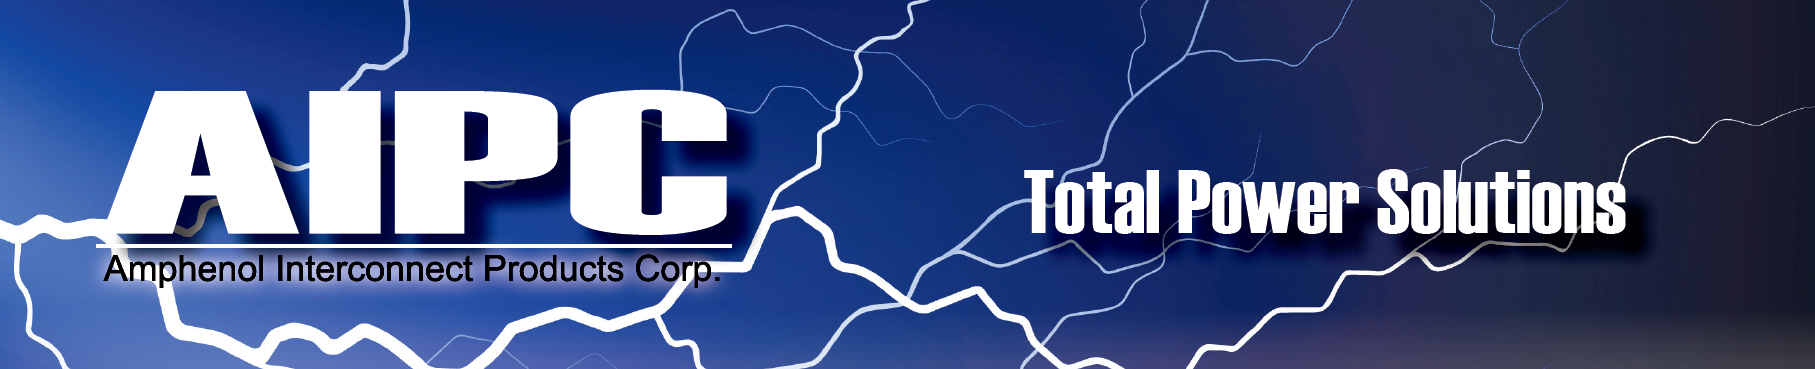 AIPC
Amphenol Interconnect Products Corp.
Total Power Solutions